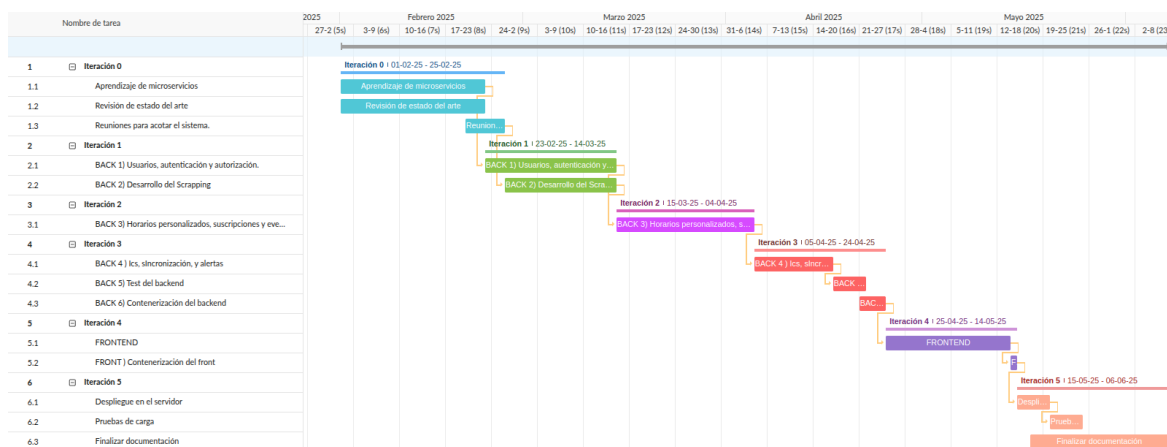 Nombre de tarea
2025 Febrero 2025 Marzo 2025 Abril 2025 Mayo 2025
27-2 (5s) 3-9 (6s) 10-16 (7s) 17-23 (8s) 24-2 (9s) 3-9 (10s) 10-16 (11s) 17-23 (12s) 24-30 (13s) 31-6 (14s) 7-13 (15s) 14-20 (16s) 21-27 (17s) 28-4 (18s) 5-11 (19s) 12-18 (20s) 19-25 (21s) 26-1 (22s) 2-8 (23
1 Iteración 0 Iteración 0 01-02-25 - 25-02-25
1.1 Aprendizaje de microservicios Aprendizaje de microservicios
1.2 Revisión de estado del arte Revisión de estado del arte
1.3 Reuniones para acotar el sistema. Reunion...
2 Iteración 1 Iteración 1 23-02-25 - 14-03-25
2.1 BACK 1) Usuarios, autenticación y autorización. BACK 1) Usuarios, autenticación y...
2.2 BACK 2) Desarrollo del Scrapping BACK 2) Desarrollo del Scra...
3 Iteración 2 Iteración 2 15-03-25 - 04-04-25
3.1 BACK 3) Horarios personalizados, suscripciones y eve... BACK 3) Horarios personalizados, s...
4 Iteración 3 Iteración 3 05-04-25 - 24-04-25
4.1 BACK 4 ) Ics, sIncronización, y alertas BACK 4 ) Ics, sIncr...
4.2 BACK 5) Test del backend BACK ...
4.3 BACK 6) Contenerización del backend BAC...
5 Iteración 4 Iteración 4 25-04-25 - 14-05-25
5.1 FRONTEND FRONTEND
5.2 FRONT ) Contenerización del front F
6 Iteración 5 Iteración 5 15-05-25 - 06-06-25
6.1 Despliegue en el servidor Despli...
6.2 Pruebas de carga Prueb...
6.3 Finalizar documentación Finalizar documentación